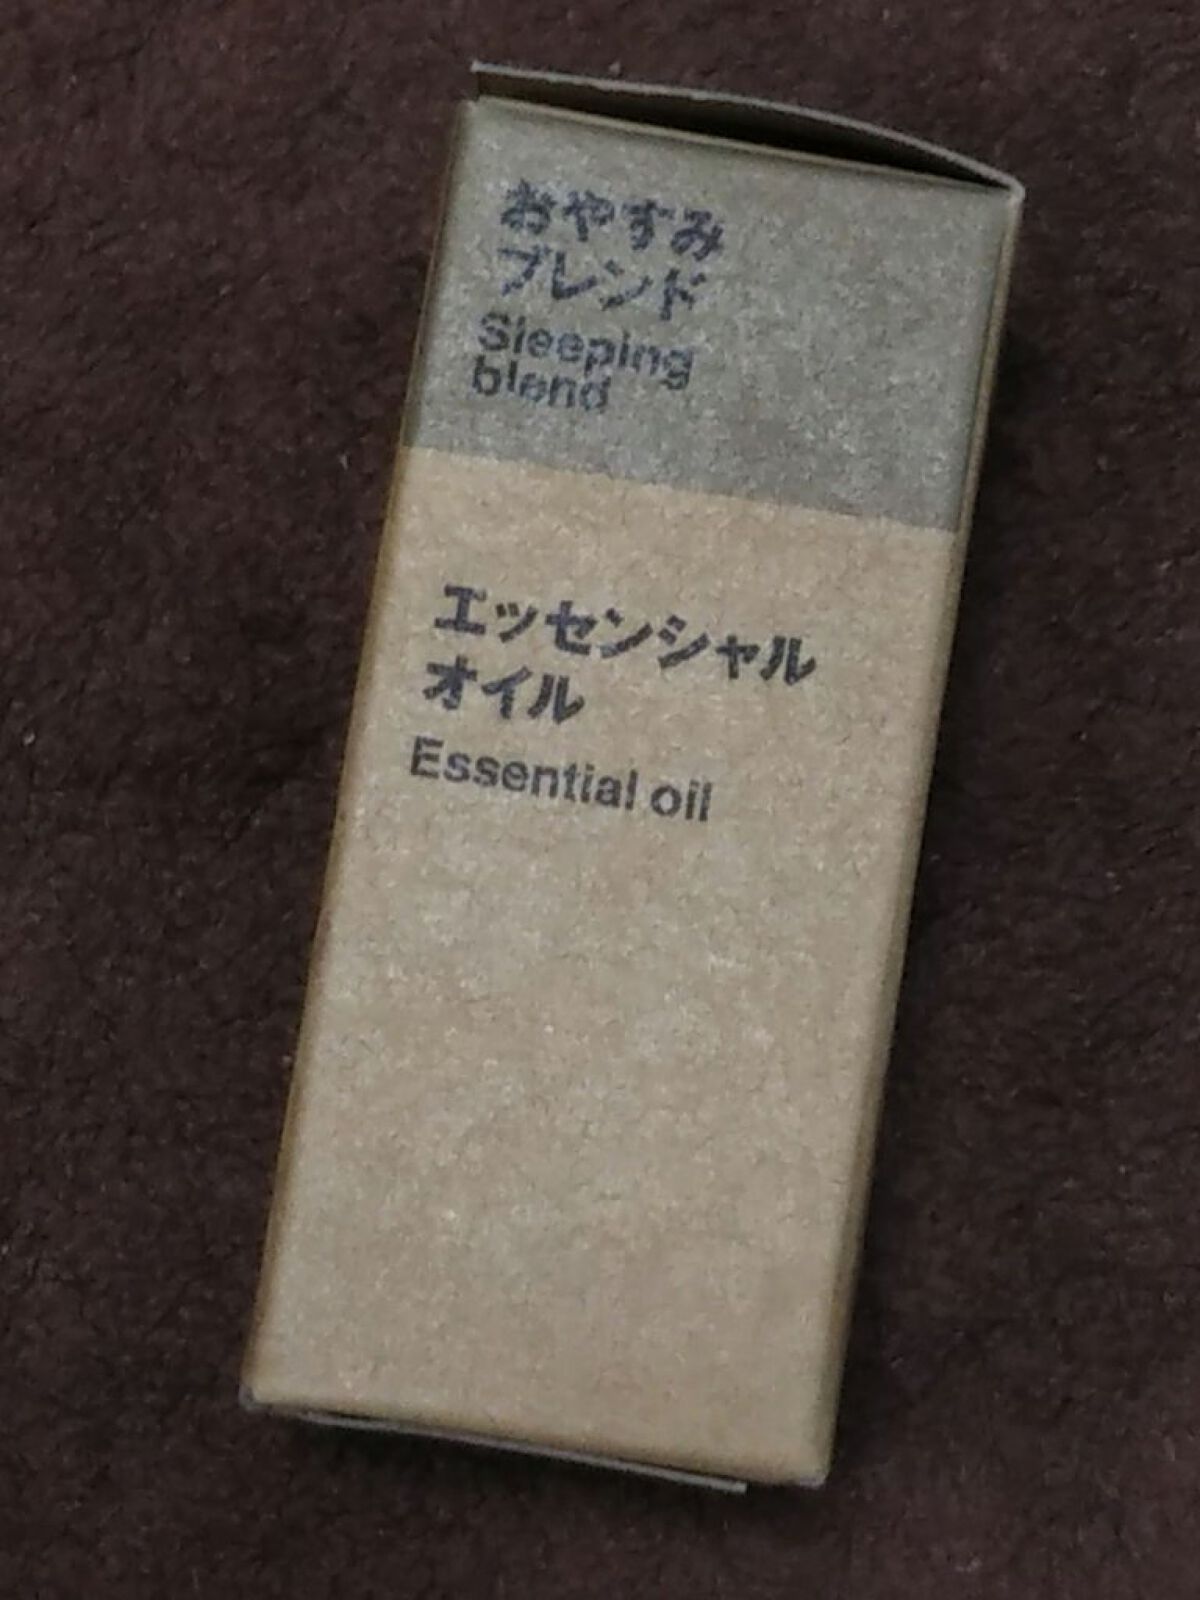 おやすみ
ブレンド
Sleeping
blend
エッセンシャル
オイル
Essential oil